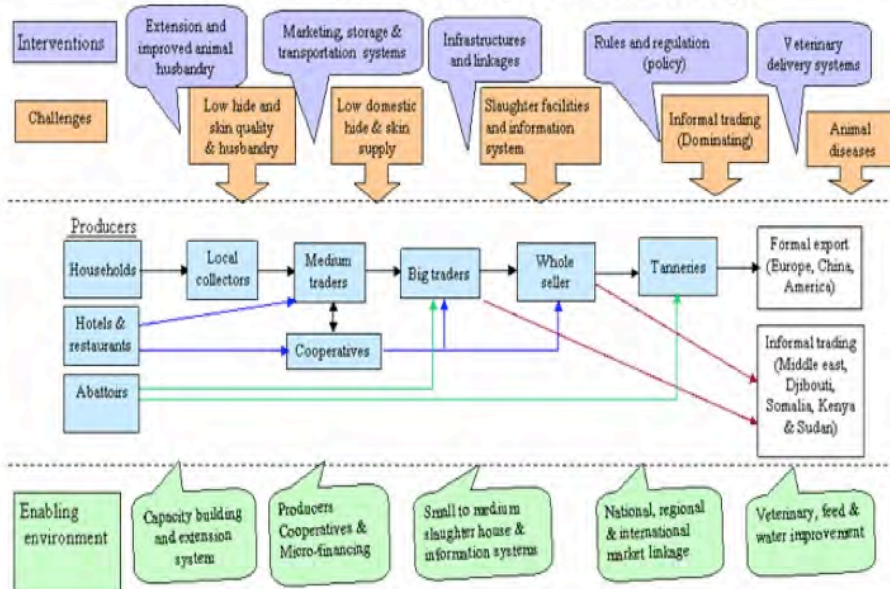 Interventions
Extension and
improved animal
husbandry
Marketing, storage &
transportation systems
Infrastructures
and linkages
Rules and regulation
(policy)
Veterinary
delivery systems
Challenges
Low hide and
skin quality
& husbandry
Low domestic
hide & skin
supply
Slaughter facilities
and information
system
Informal trading
(Dominating)
Animal
diseases
Producers
Households
Local
collectors
Medium
traders
Big traders
Whole
seller
Tanneries
Formal export
(Europe, China,
America)
Hotels &
restaurants
Cooperatives
Abattoirs
Informal trading
(Middle east,
Djibouti,
Somalia, Kenya
& Sudan)
Enabling
environment
Capacity building
and extension
system
Producers
Cooperatives &
Micro-financing
Small to medium
slaughter house &
information systems
National, regional
& international
market linkage
Veterinary, feed &
water improvement